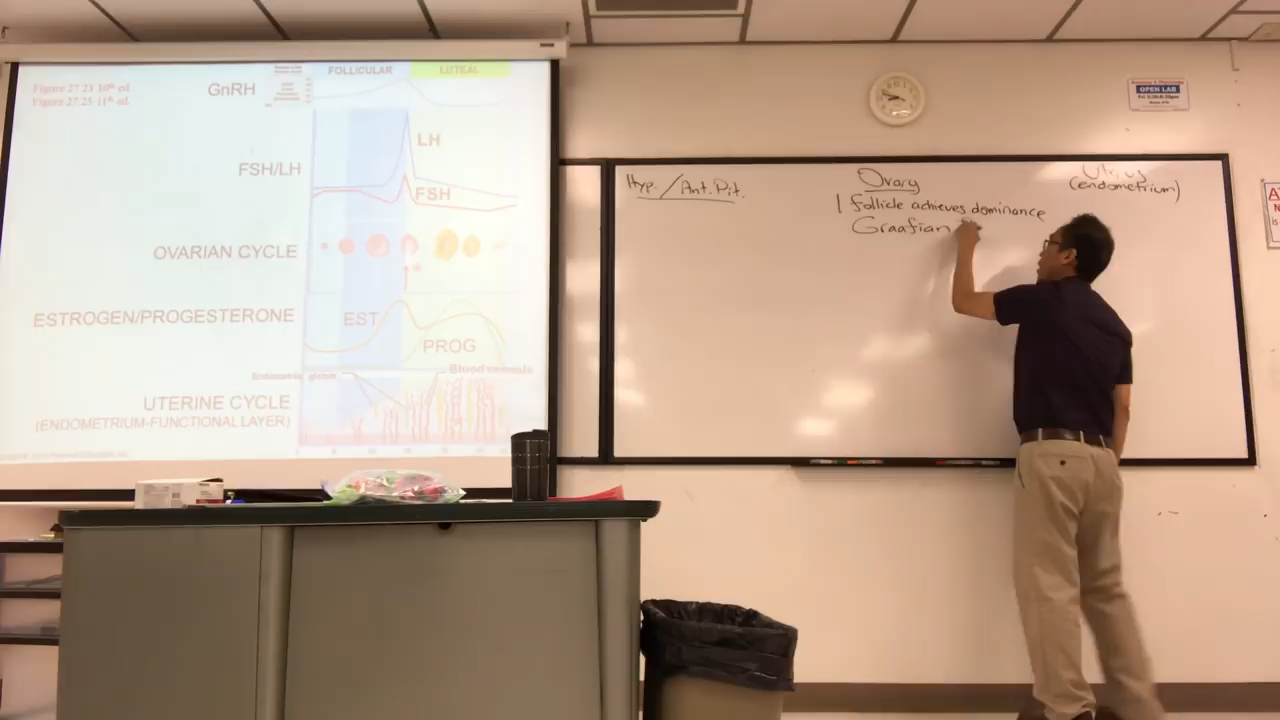 Figure 27.23 10th ed.
Figure 27.25 11th ed.
GnRH
FOLLICULAR
LUTEAL
LH
FSH/LH
FSH
OVARIAN CYCLE
ESTROGEN/PROGESTERONE
EST
PROG
Endometrial glands
Blood vessels
UTERINE CYCLE
(ENDOMETRIUM-FUNCTIONAL LAYER)
Hyp. / Ant. Pit.
Ovary
1 follicle achieves dominance
Graafian
(endometrium)
OPEN LAB